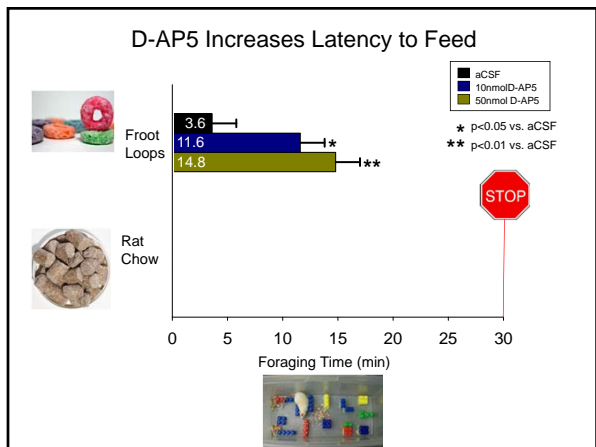 D-AP5 Increases Latency to Feed
aCSF
10nmolD-AP5
50nmol D-AP5
* p<0.05 vs. aCSF
** p<0.01 vs. aCSF
Froot
Loops
3.6
11.6 *
14.8 **
STOP
Rat
Chow
0 5 10 15 20 25 30
Foraging Time (min)